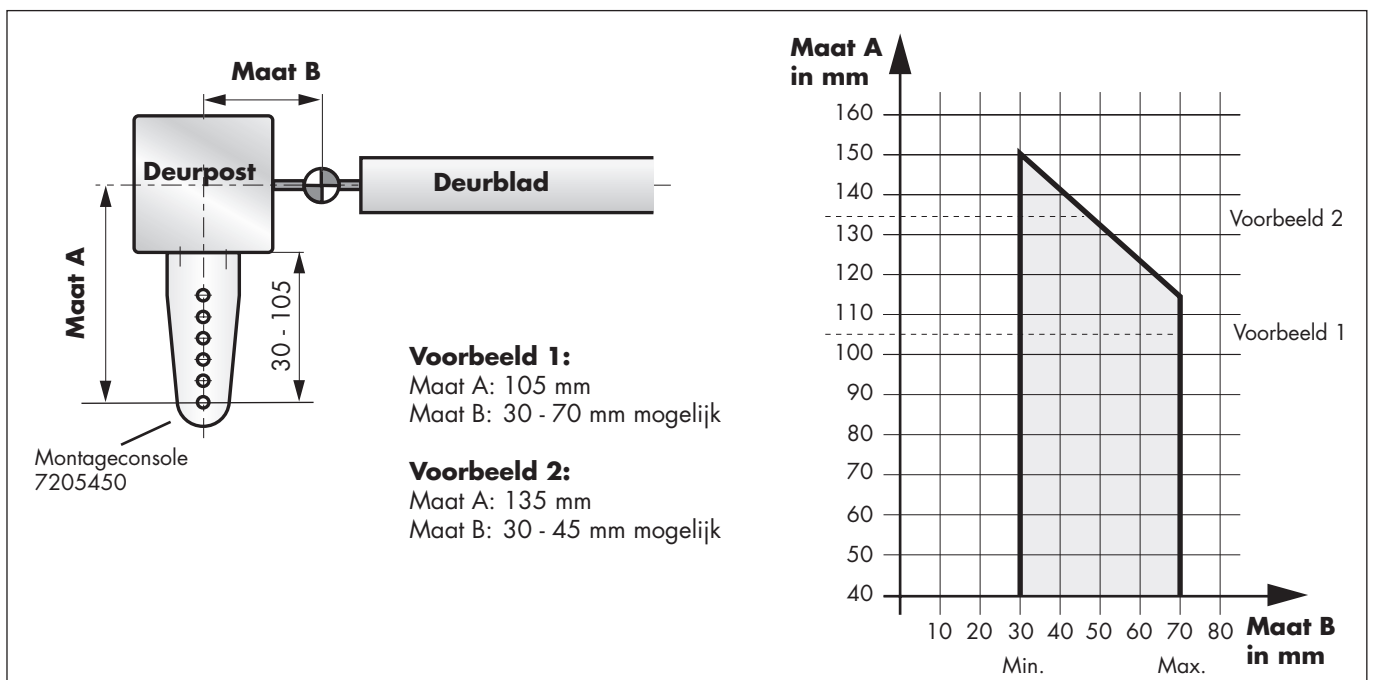 Maat B
Deurpost
Deurblad
Maat A
30 - 105
Montageconsole
7205450
Voorbeeld 1:
Maat A: 105 mm
Maat B: 30 - 70 mm mogelijk
Voorbeeld 2:
Maat A: 135 mm
Maat B: 30 - 45 mm mogelijk
Maat A
in mm
160
150
140
130
120
110
100
90
80
70
60
50
40
Voorbeeld 2
Voorbeeld 1
10 20 30 40 50 60 70 80
Min. Max.
Maat B
in mm